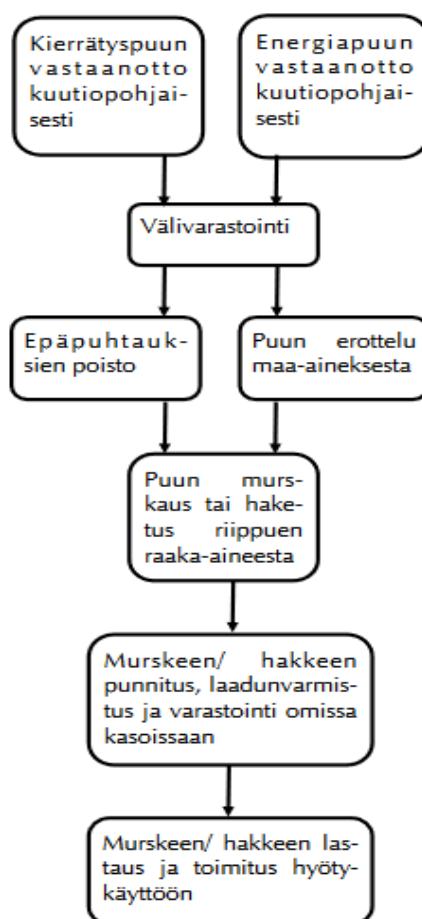 Kierrätyspuun
vastaanotto
kuutiopohjai-
sesti
Energiapuun
vastaanotto
kuutiopohjai-
sesti
Välivarastointi
Epäpuhtauk-
sien poisto
Puun erottelu
maa-aineksesta
Puun murs-
kaus tai hake-
tus riippuen
raaka-aineesta
Murskeen/ hakkeen
punnitus, laadunvarmis-
tus ja varastointi omissa
kasoissaan
Murskeen/ hakkeen las-
taus ja toimitus hyöty-
käyttöön